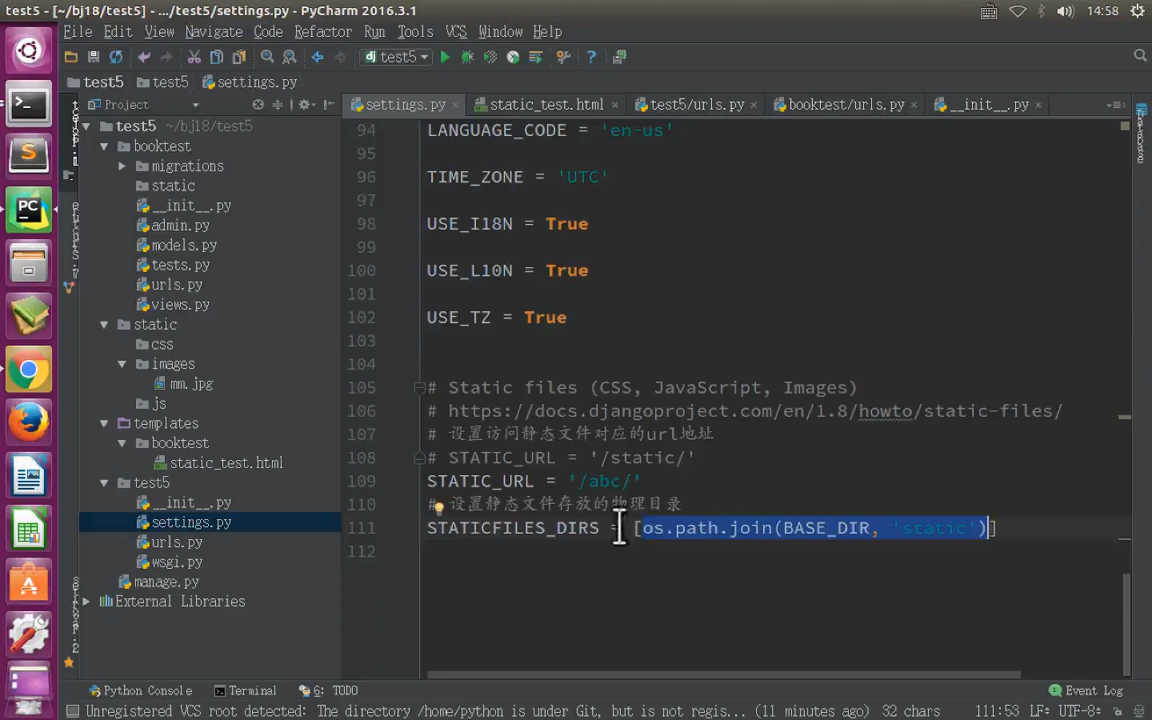 test5 - [~/bj18/test5] - .../test5/settings.py - PyCharm 2016.3.1
14:58
File Edit View Navigate Code Refactor Run Tools VCS Window Help
dj test5
test5 test5 settings.py
Project
settings.py static_test.html test5/urls.py booktest/urls.py __init__.py
test5 ~/bj18/test5
booktest
migrations
static
__init__.py
admin.py
models.py
tests.py
urls.py
views.py
static
css
images
mm.jpg
js
templates
booktest
static_test.html
test5
__init__.py
settings.py
urls.py
wsgi.py
manage.py
External Libraries
94 LANGUAGE_CODE = 'en-us'
95
96 TIME_ZONE = 'UTC'
97
98 USE_I18N = True
99
100 USE_L10N = True
101
102 USE_TZ = True
103
104
105 # Static files (CSS, JavaScript, Images)
106 # https://docs.djangoproject.com/en/1.8/howto/static-files/
107 # 设置访问静态文件对应的url地址
108 # STATIC_URL = '/static/'
109 STATIC_URL = '/abc/'
110 # 设置静态文件存放的物理目录
111 STATICFILES_DIRS = [os.path.join(BASE_DIR, 'static')]
112
Python Console Terminal 6: TODO Event Log
Unregistered VCS root detected: The directory /home/python is under Git, but is not regis... (11 minutes ago) 32 chars 111:53 LF÷ UTF-8÷